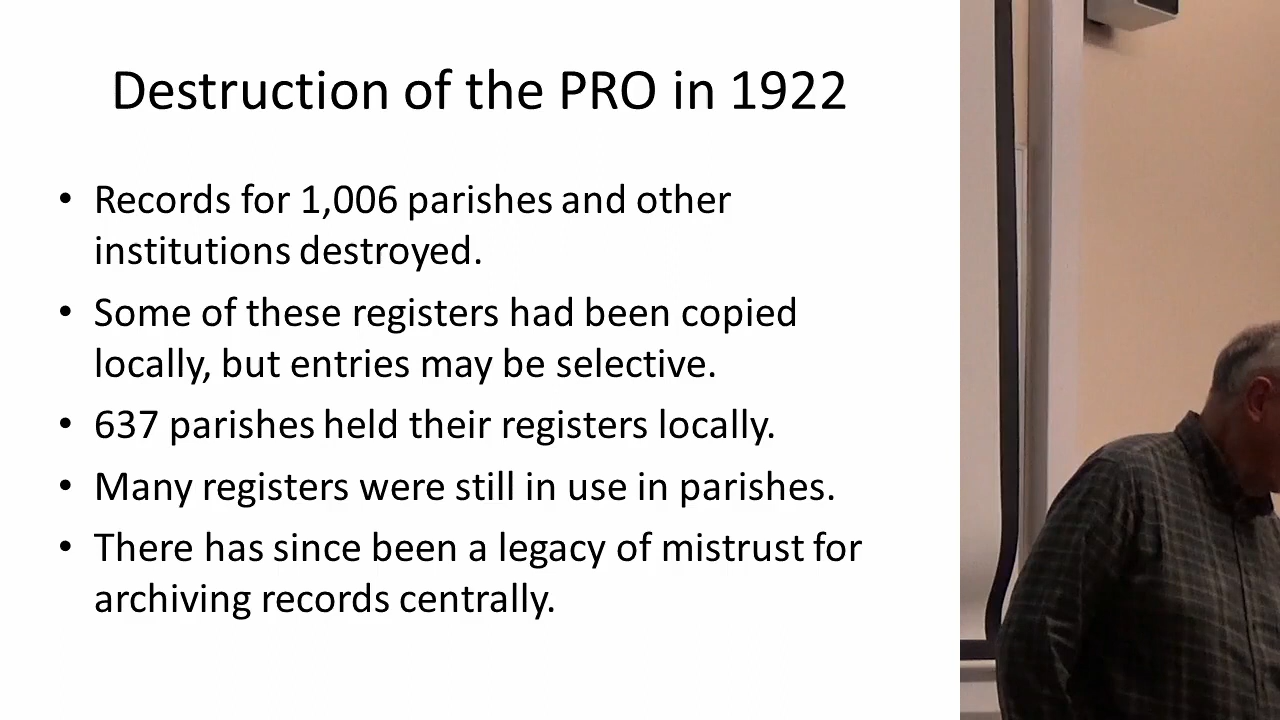 Destruction of the PRO in 1922
• Records for 1,006 parishes and other
institutions destroyed.
• Some of these registers had been copied
locally, but entries may be selective.
• 637 parishes held their registers locally.
• Many registers were still in use in parishes.
• There has since been a legacy of mistrust for
archiving records centrally.